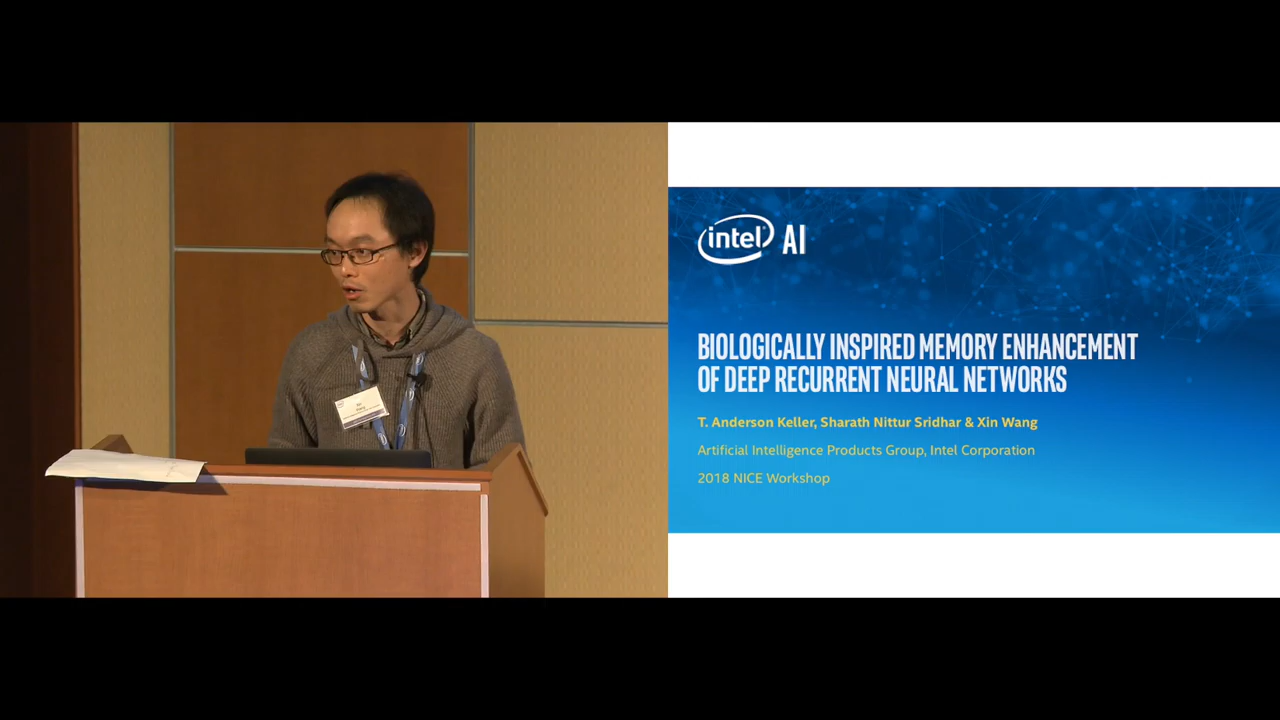 intel AI
BIOLOGICALLY INSPIRED MEMORY ENHANCEMENT
OF DEEP RECURRENT NEURAL NETWORKS
T. Anderson Keller, Sharath Nittur Sridhar & Xin Wang
Artificial Intelligence Products Group, Intel Corporation
2018 NICE Workshop